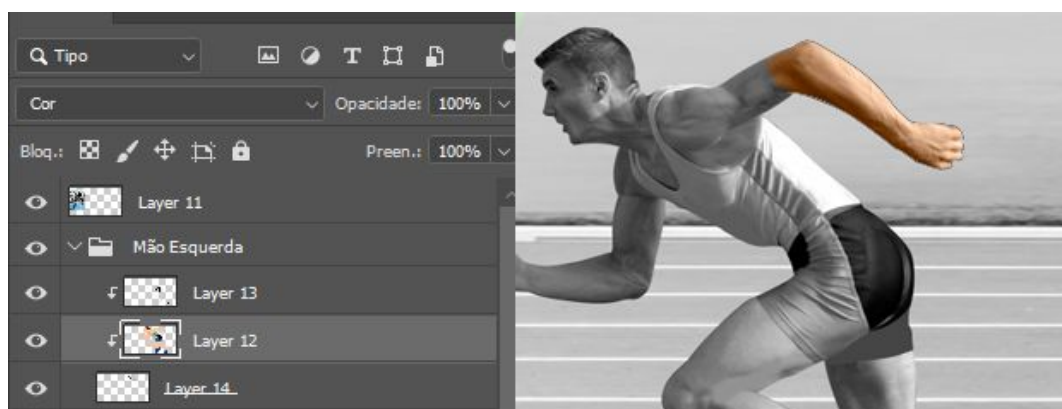 Tipo
Cor
Opacidade: 100%
Bloq.:
Preen.: 100%
Layer 11
Mão Esquerda
Layer 13
Layer 12
Layer 14